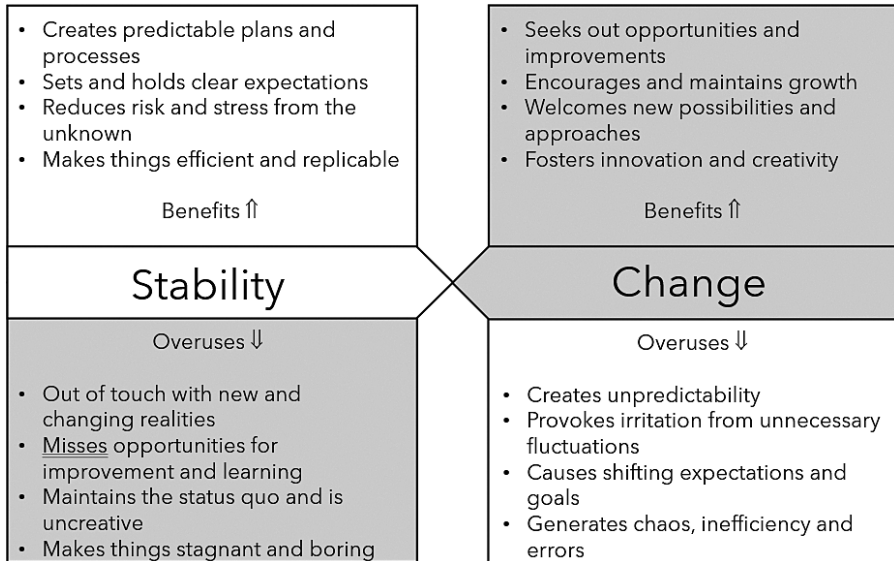 • Creates predictable plans and
processes
• Sets and holds clear expectations
• Reduces risk and stress from the
unknown
• Makes things efficient and replicable
Benefits ⇑
• Seeks out opportunities and
improvements
• Encourages and maintains growth
• Welcomes new possibilities and
approaches
• Fosters innovation and creativity
Benefits ⇑
Stability
Change
Overuses ⇓
• Out of touch with new and
changing realities
• Misses opportunities for
improvement and learning
• Maintains the status quo and is
uncreative
• Makes things stagnant and boring
Overuses ⇓
• Creates unpredictability
• Provokes irritation from unnecessary
fluctuations
• Causes shifting expectations and
goals
• Generates chaos, inefficiency and
errors